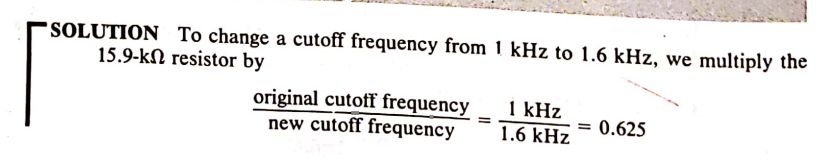 SOLUTION To change a cutoff frequency from 1 kHz to 1.6 kHz, we multiply the
15.9-kΩ resistor by
original cutoff frequency / new cutoff frequency = 1 kHz / 1.6 kHz = 0.625